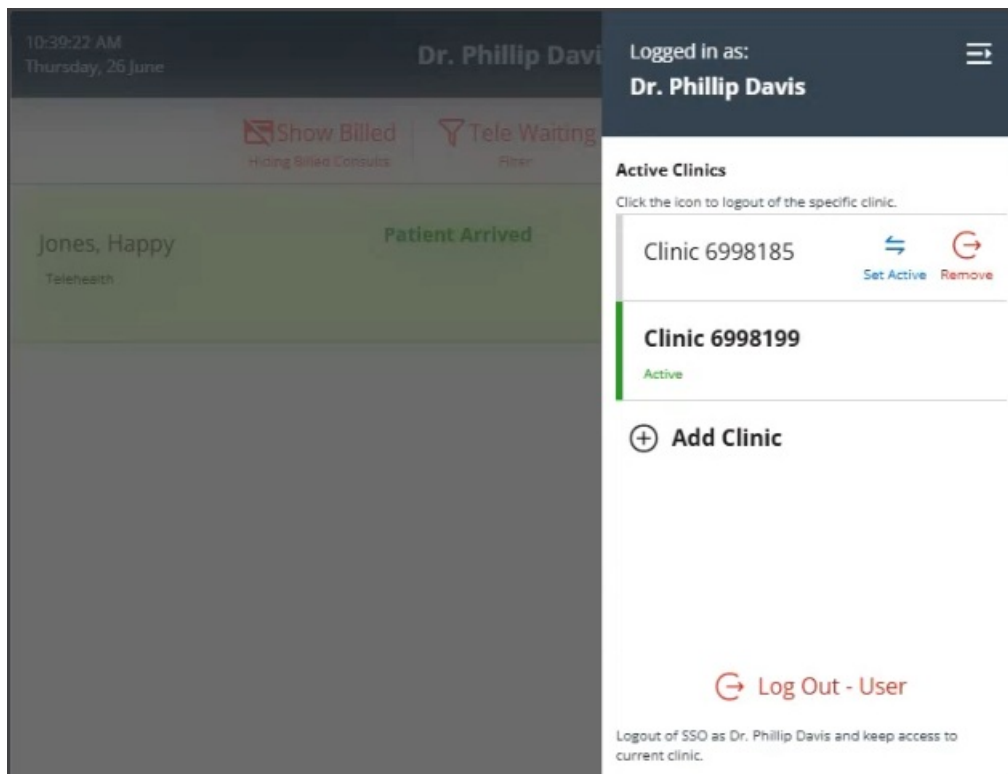 10:39:22 AM
Thursday, 26 June
Dr. Phillip Davi
Show Billed
Hiding Billed Consults
Tele Waiting
Filter
Jones, Happy
Telehealth
Patient Arrived
Logged in as:
Dr. Phillip Davis
Active Clinics
Click the icon to logout of the specific clinic.
Clinic 6998185
Set Active
Remove
Clinic 6998199
Active
Add Clinic
Log Out - User
Logout of SSO as Dr. Phillip Davis and keep access to
current clinic.